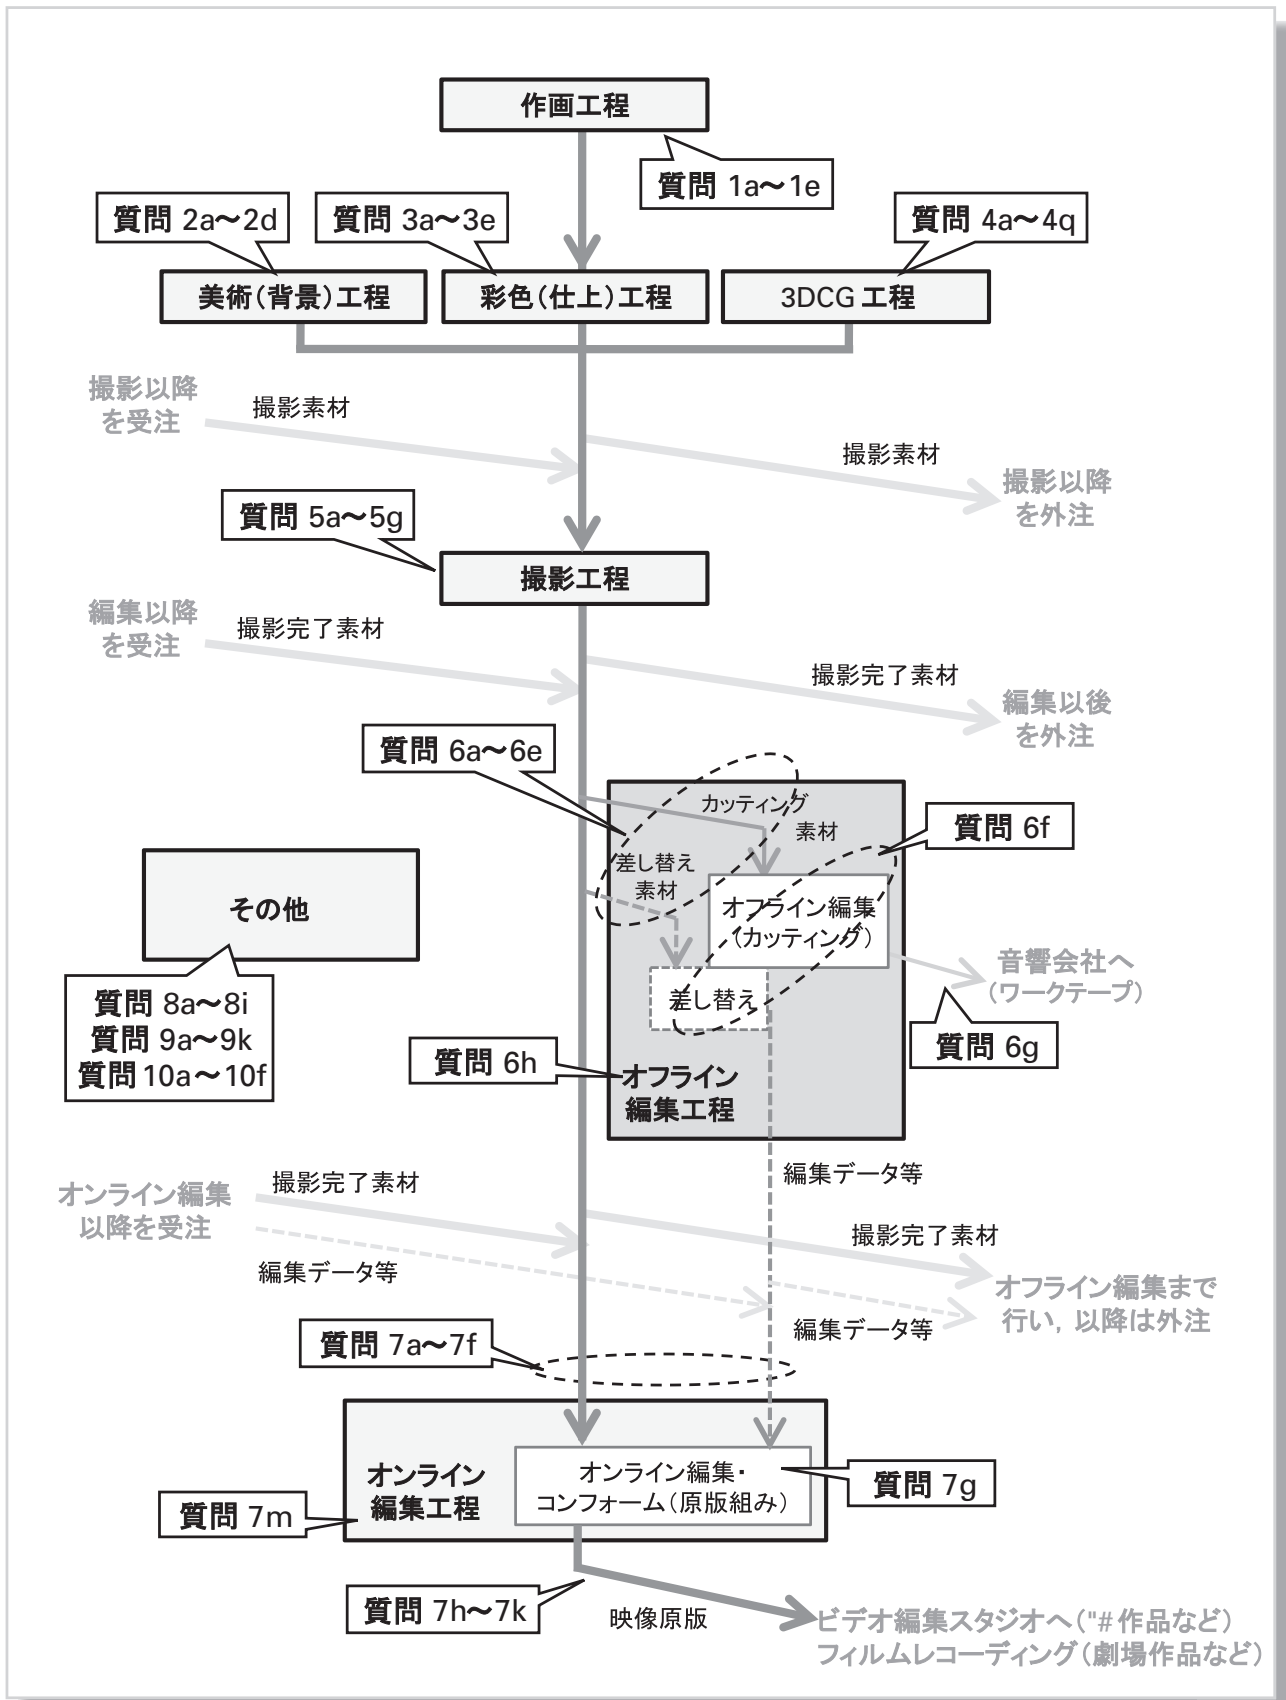 作画工程
質問 1a～1e
質問 2a～2d
質問 3a～3e
質問 4a～4q
美術（背景）工程
彩色（仕上）工程
3DCG 工程
撮影以降
を受注
撮影素材
撮影素材
撮影以降
を外注
質問 5a～5g
撮影工程
編集以降
を受注
撮影完了素材
撮影完了素材
編集以後
を外注
質問 6a～6e
カッティング
素材
質問 6f
差し替え
素材
オフライン編集
（カッティング）
その他
質問 8a～8i
質問 9a～9k
質問 10a～10f
音響会社へ
（ワークテープ）
差し替え
質問 6g
質問 6h
オフライン
編集工程
編集データ等
オンライン編集
以降を受注
撮影完了素材
撮影完了素材
編集データ等
オフライン編集まで
行い，以降は外注
編集データ等
質問 7a～7f
オンライン
編集工程
オンライン編集・
コンフォーム（原版組み）
質問 7g
質問 7m
質問 7h～7k
映像原版
ビデオ編集スタジオへ（"# 作品など）
フィルムレコーディング（劇場作品など）